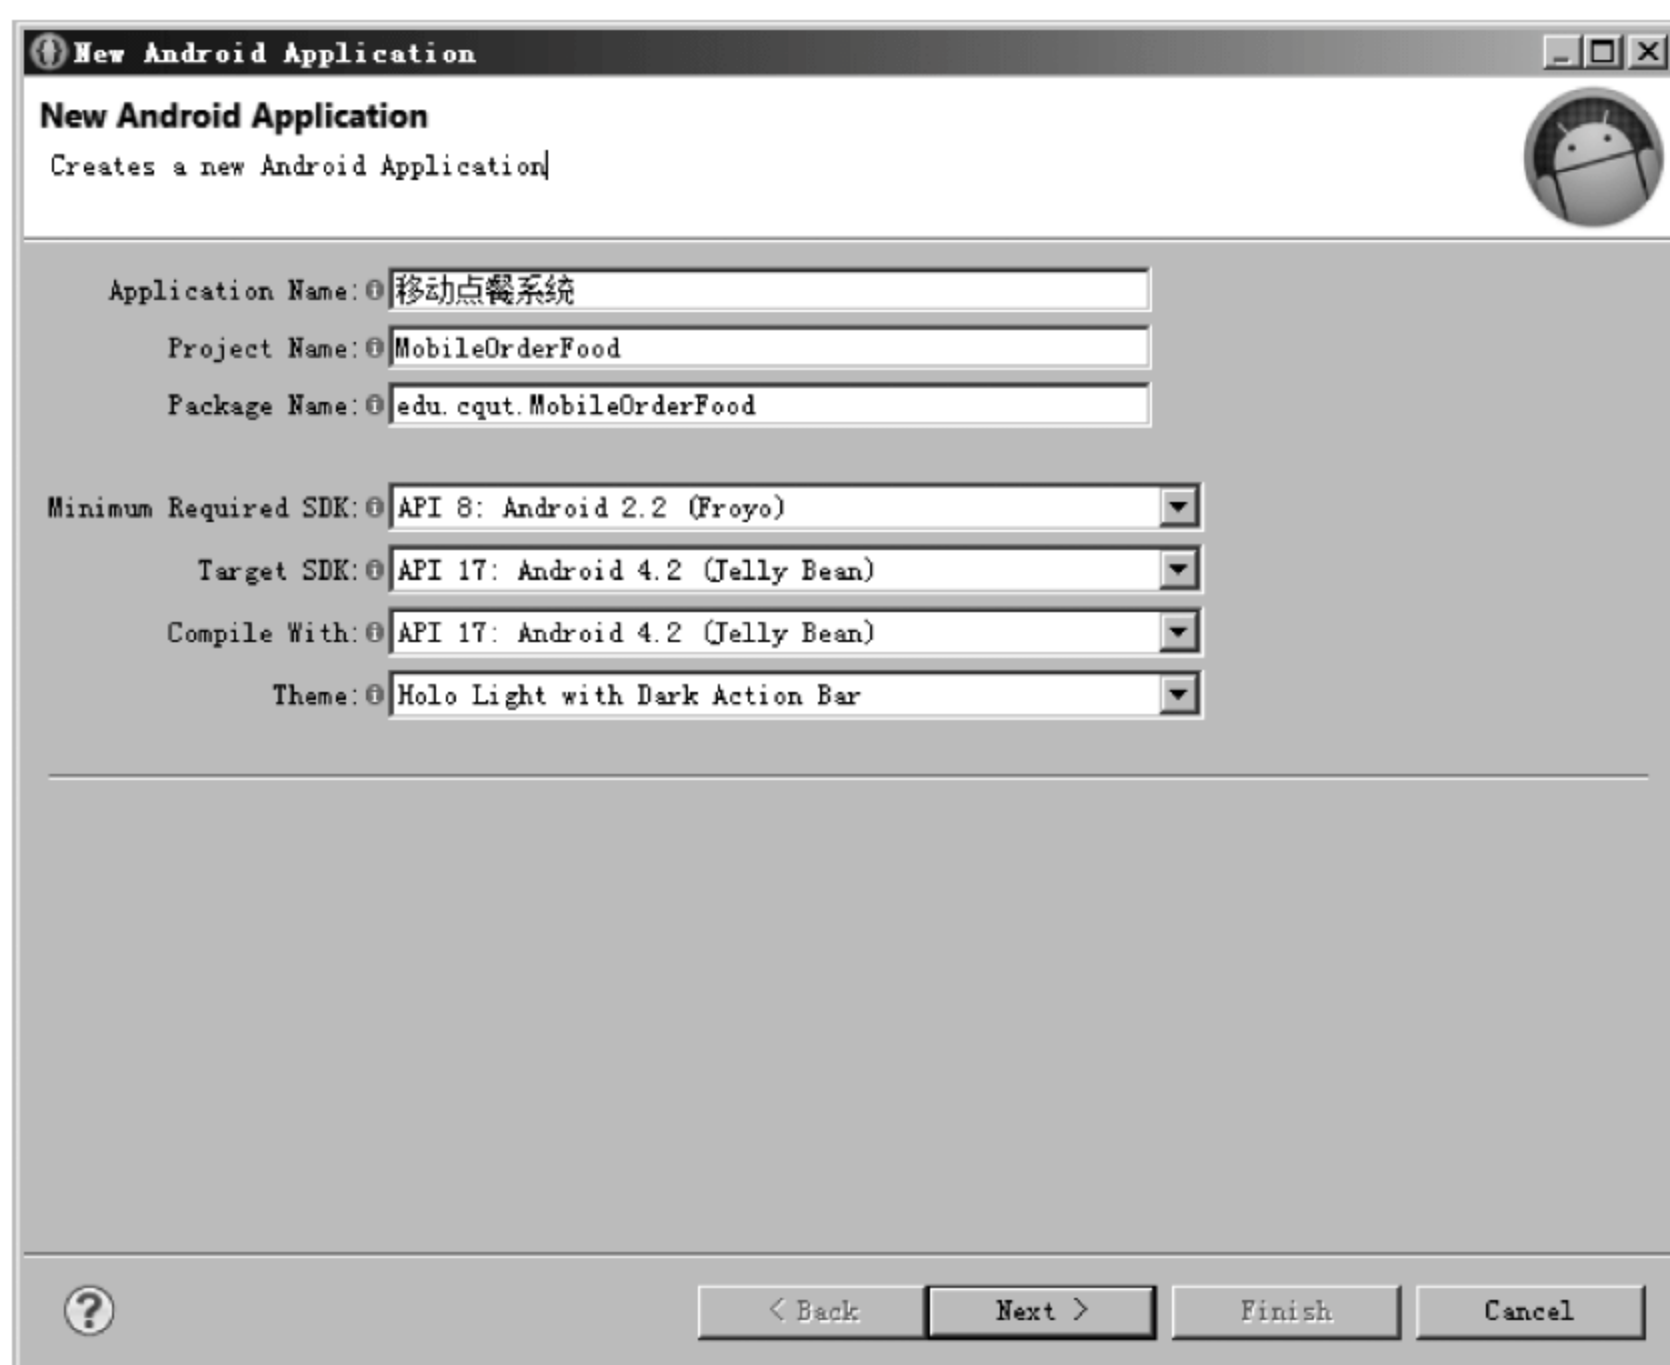 New Android Application
New Android Application
Creates a new Android Application
Application Name: 移动点餐系统
Project Name: MobileOrderFood
Package Name: edu.cqut.MobileOrderFood
Minimum Required SDK: API 8: Android 2.2 (Froyo)
Target SDK: API 17: Android 4.2 (Jelly Bean)
Compile With: API 17: Android 4.2 (Jelly Bean)
Theme: Holo Light with Dark Action Bar
? < Back Next > Finish Cancel